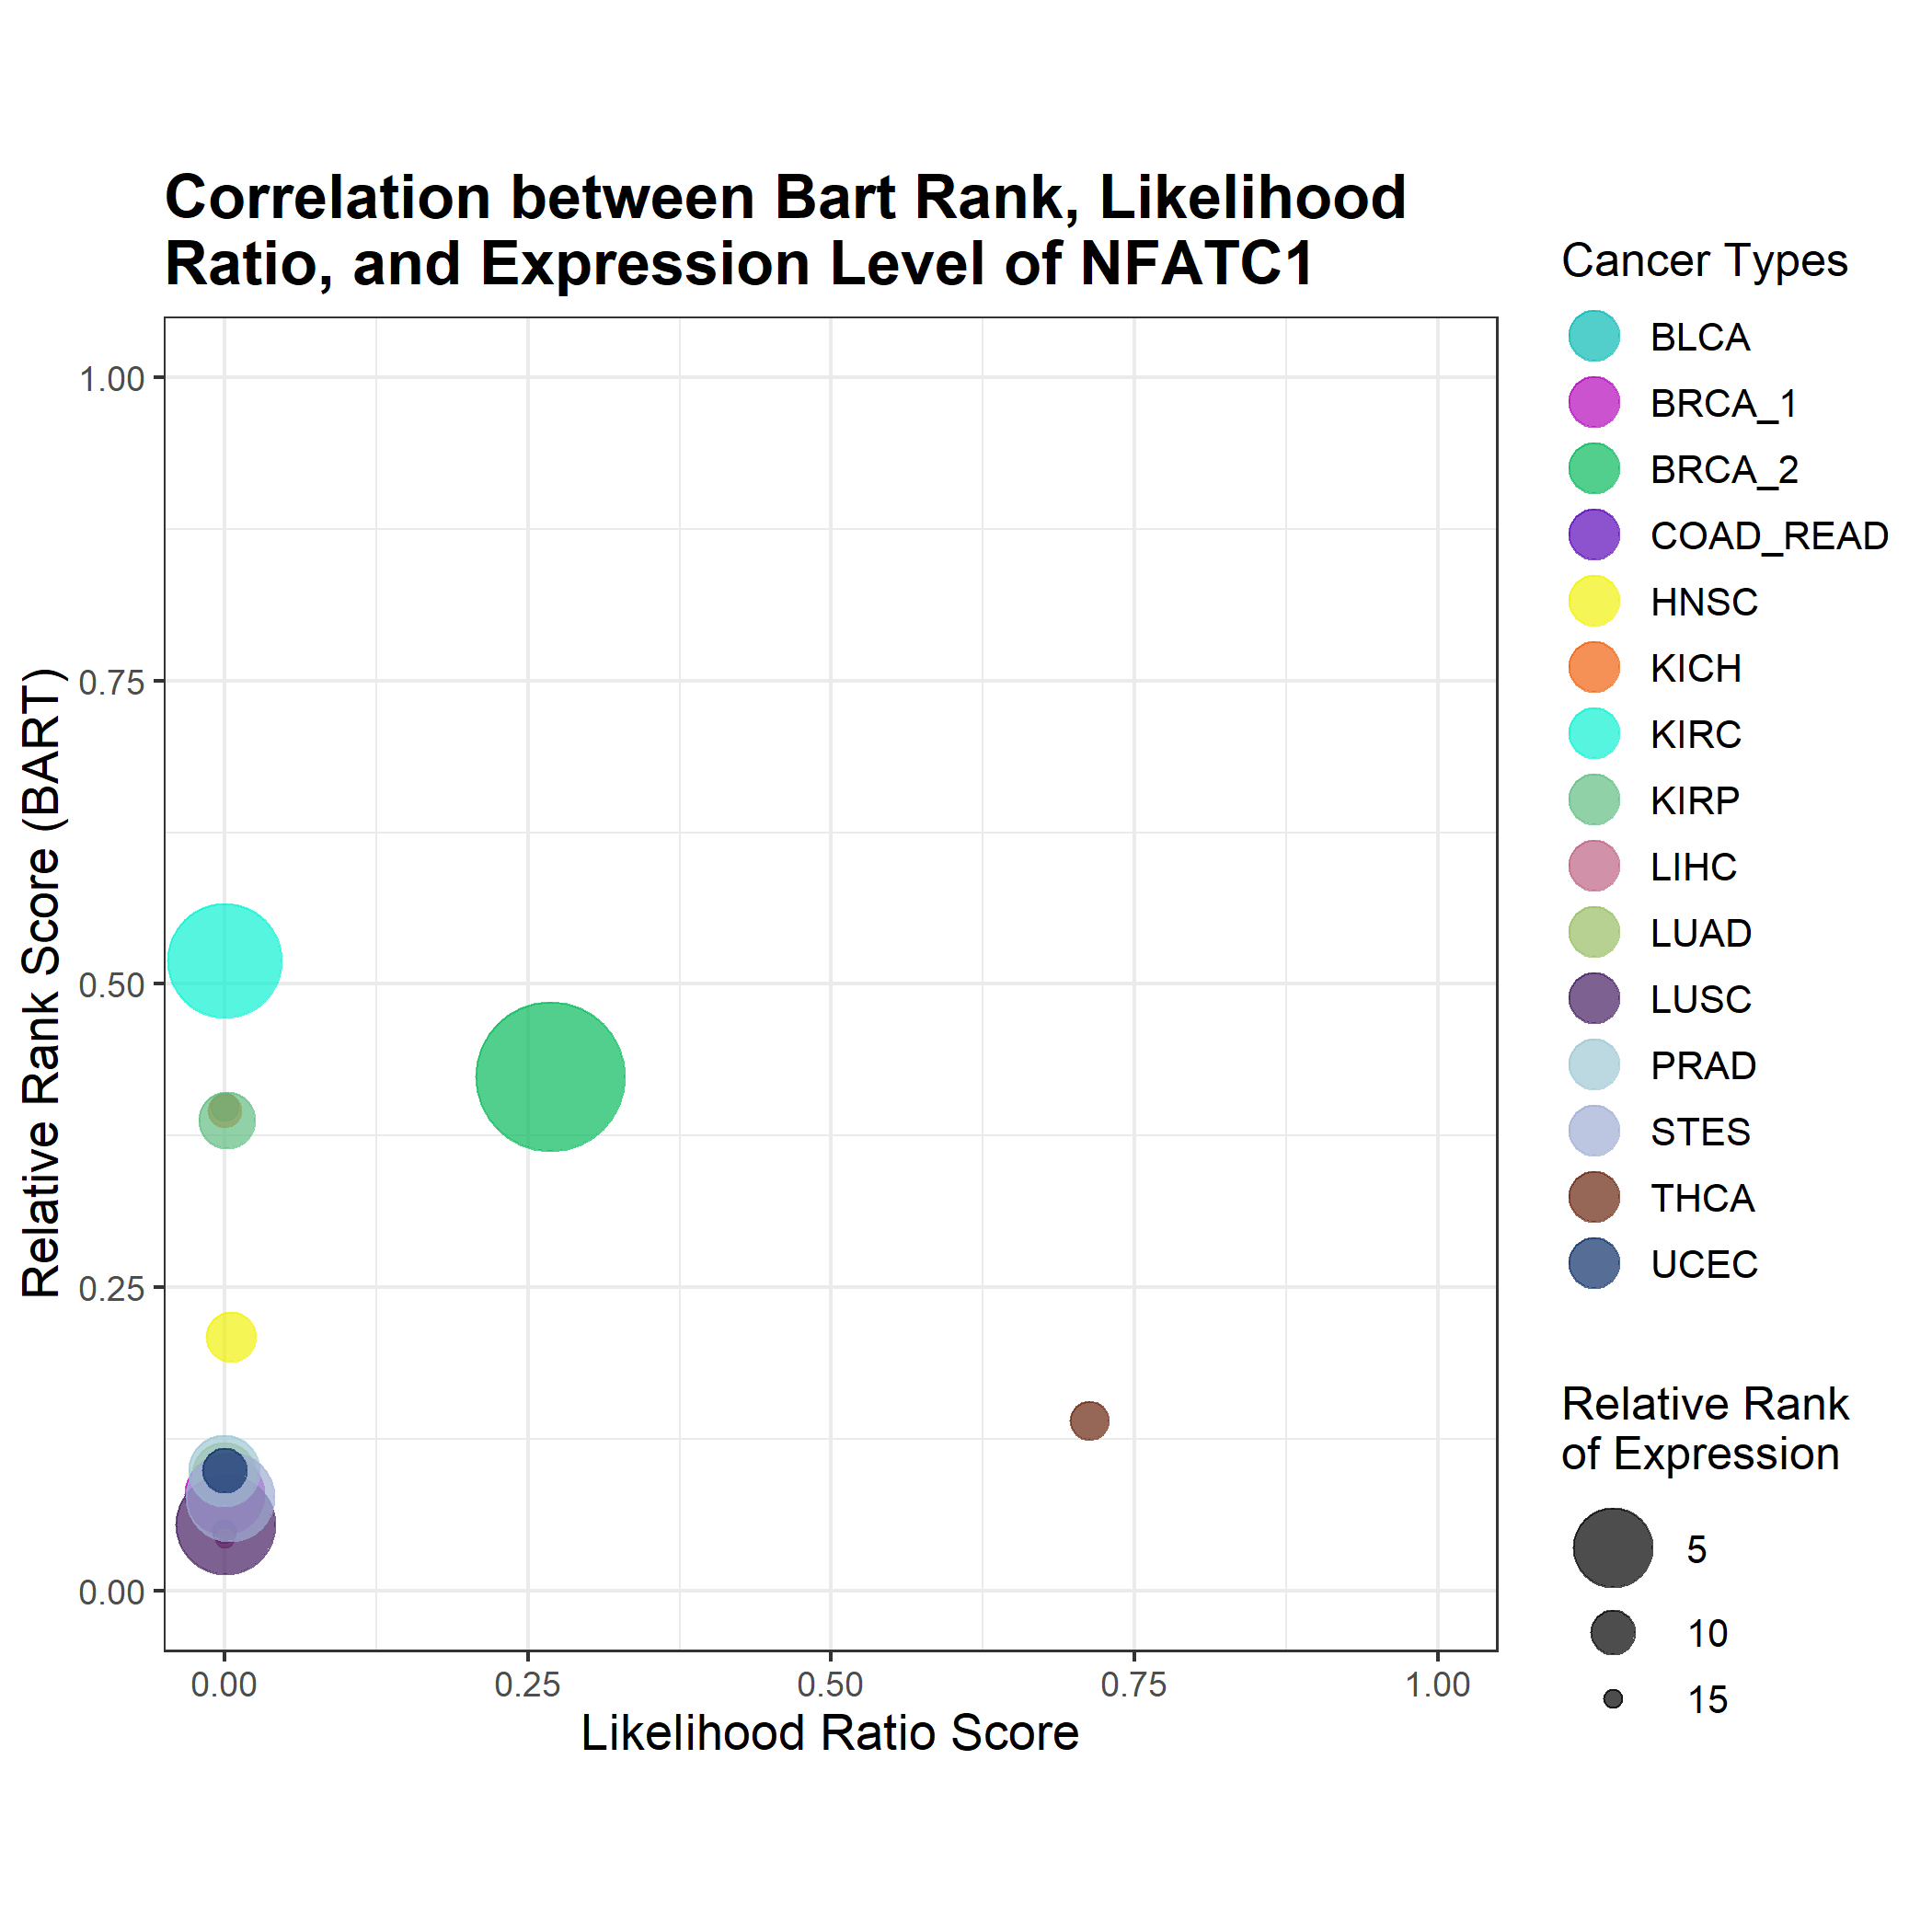 Correlation between Bart Rank, Likelihood
Ratio, and Expression Level of NFATC1
Relative Rank Score (BART)
1.00
0.75
0.50
0.25
0.00
0.00
0.25
0.50
0.75
1.00
Likelihood Ratio Score
Cancer Types
BLCA
BRCA_1
BRCA_2
COAD_READ
HNSC
KICH
KIRC
KIRP
LIHC
LUAD
LUSC
PRAD
STES
THCA
UCEC
Relative Rank
of Expression
5
10
15